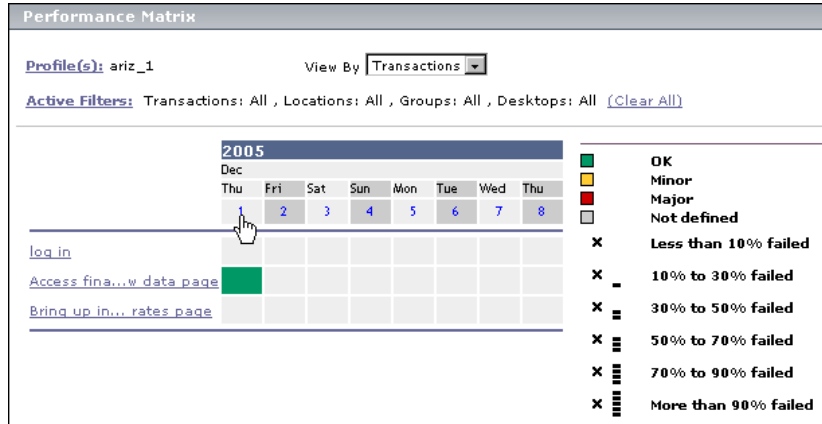 Performance Matrix
Profile(s): ariz_1 View By Transactions
Active Filters: Transactions: All , Locations: All , Groups: All , Desktops: All (Clear All)
2005
Dec
Thu Fri Sat Sun Mon Tue Wed Thu
1 2 3 4 5 6 7 8
log in
Access fina...w data page
Bring up in... rates page
OK
Minor
Major
Not defined
Less than 10% failed
10% to 30% failed
30% to 50% failed
50% to 70% failed
70% to 90% failed
More than 90% failed